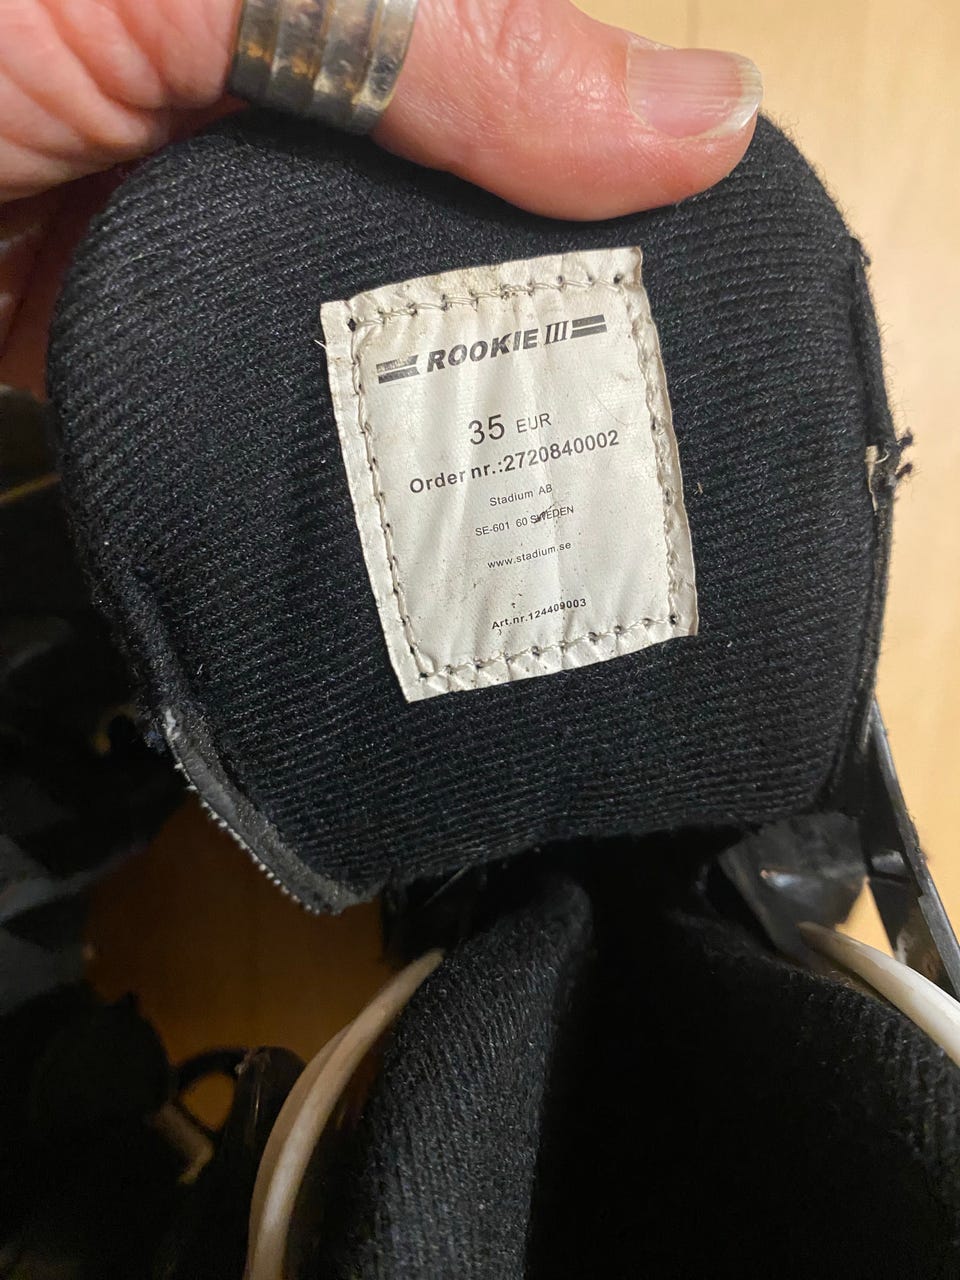 ROOKIE III
35 EUR
Order nr.:2720840002
Stadium AB
SE-601 60 SWEDEN
www.stadium.se
Art.nr.124409003